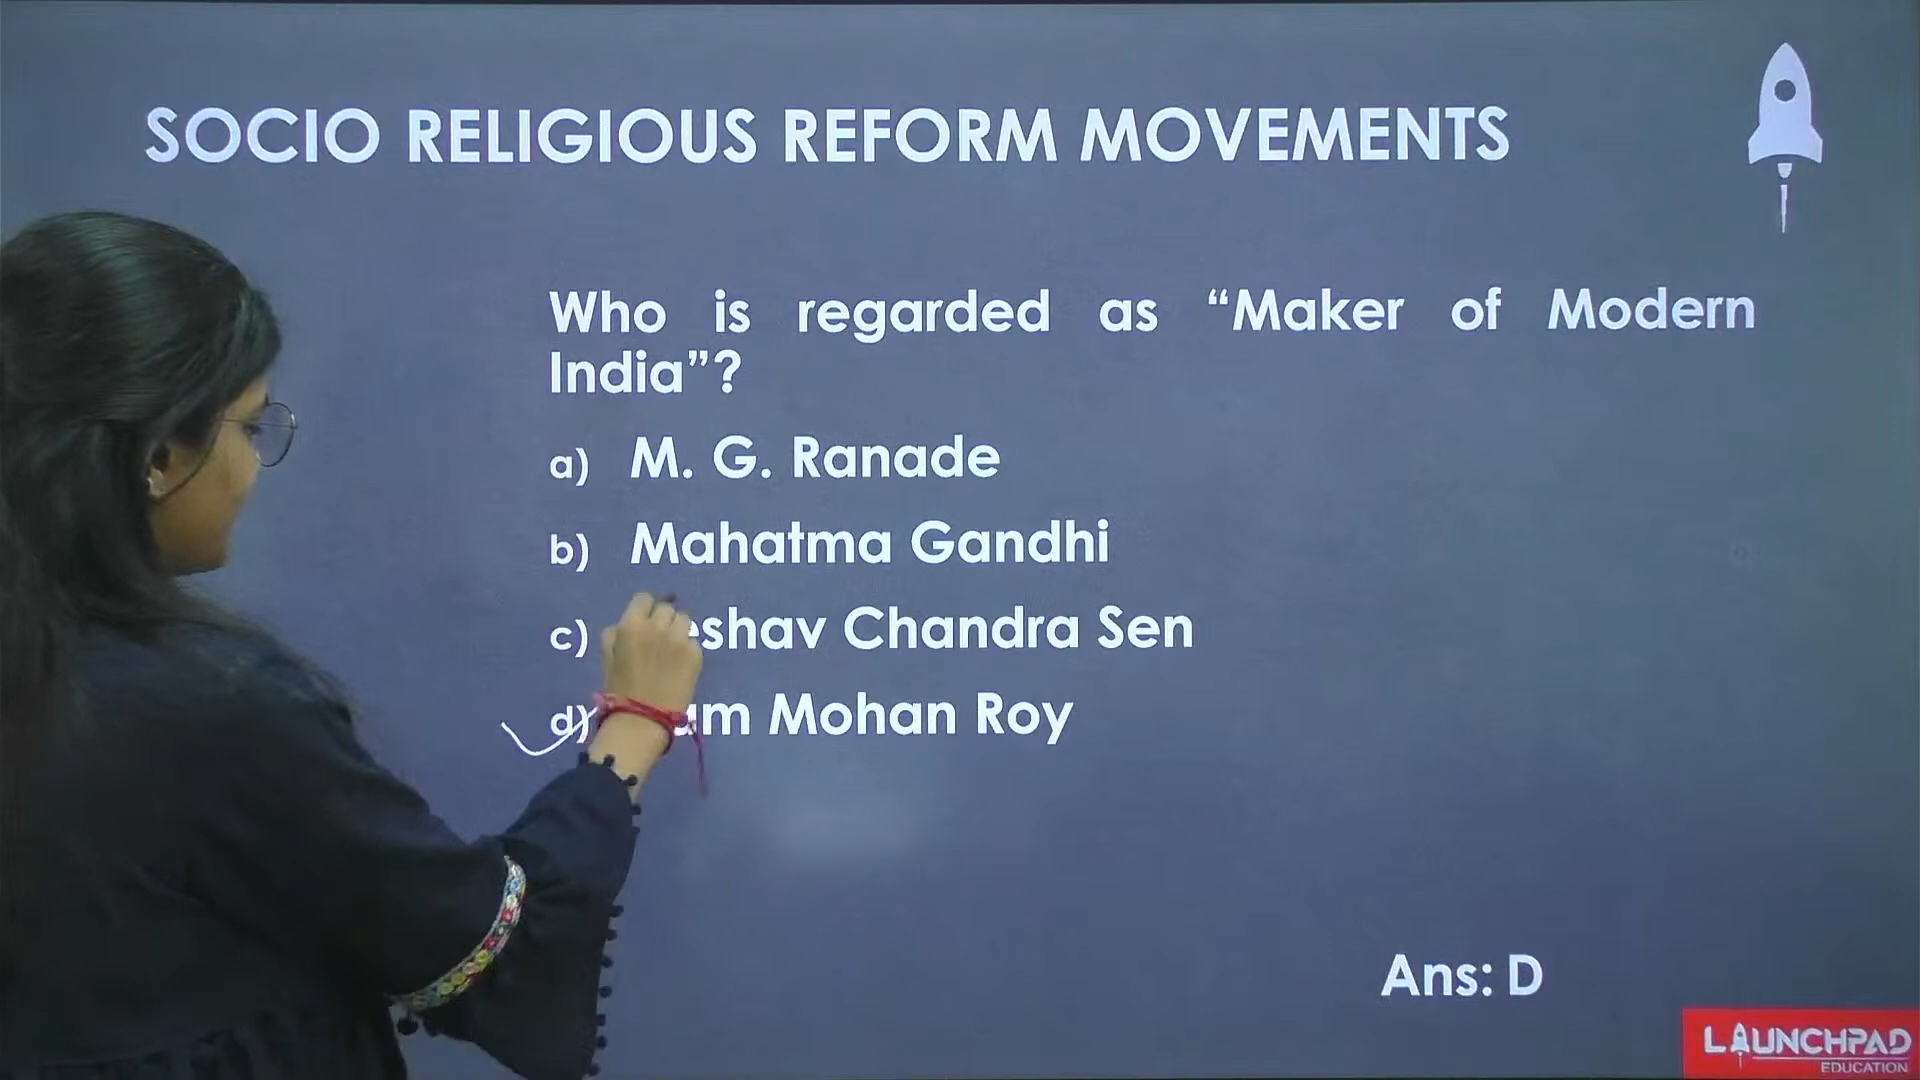 SOCIO RELIGIOUS REFORM MOVEMENTS
Who is regarded as “Maker of Modern
India”?
a) M. G. Ranade
b) Mahatma Gandhi
c) Chandra Sen
d) Mohan Roy
Ans: D
LAUNCHPAD
EDUCATION